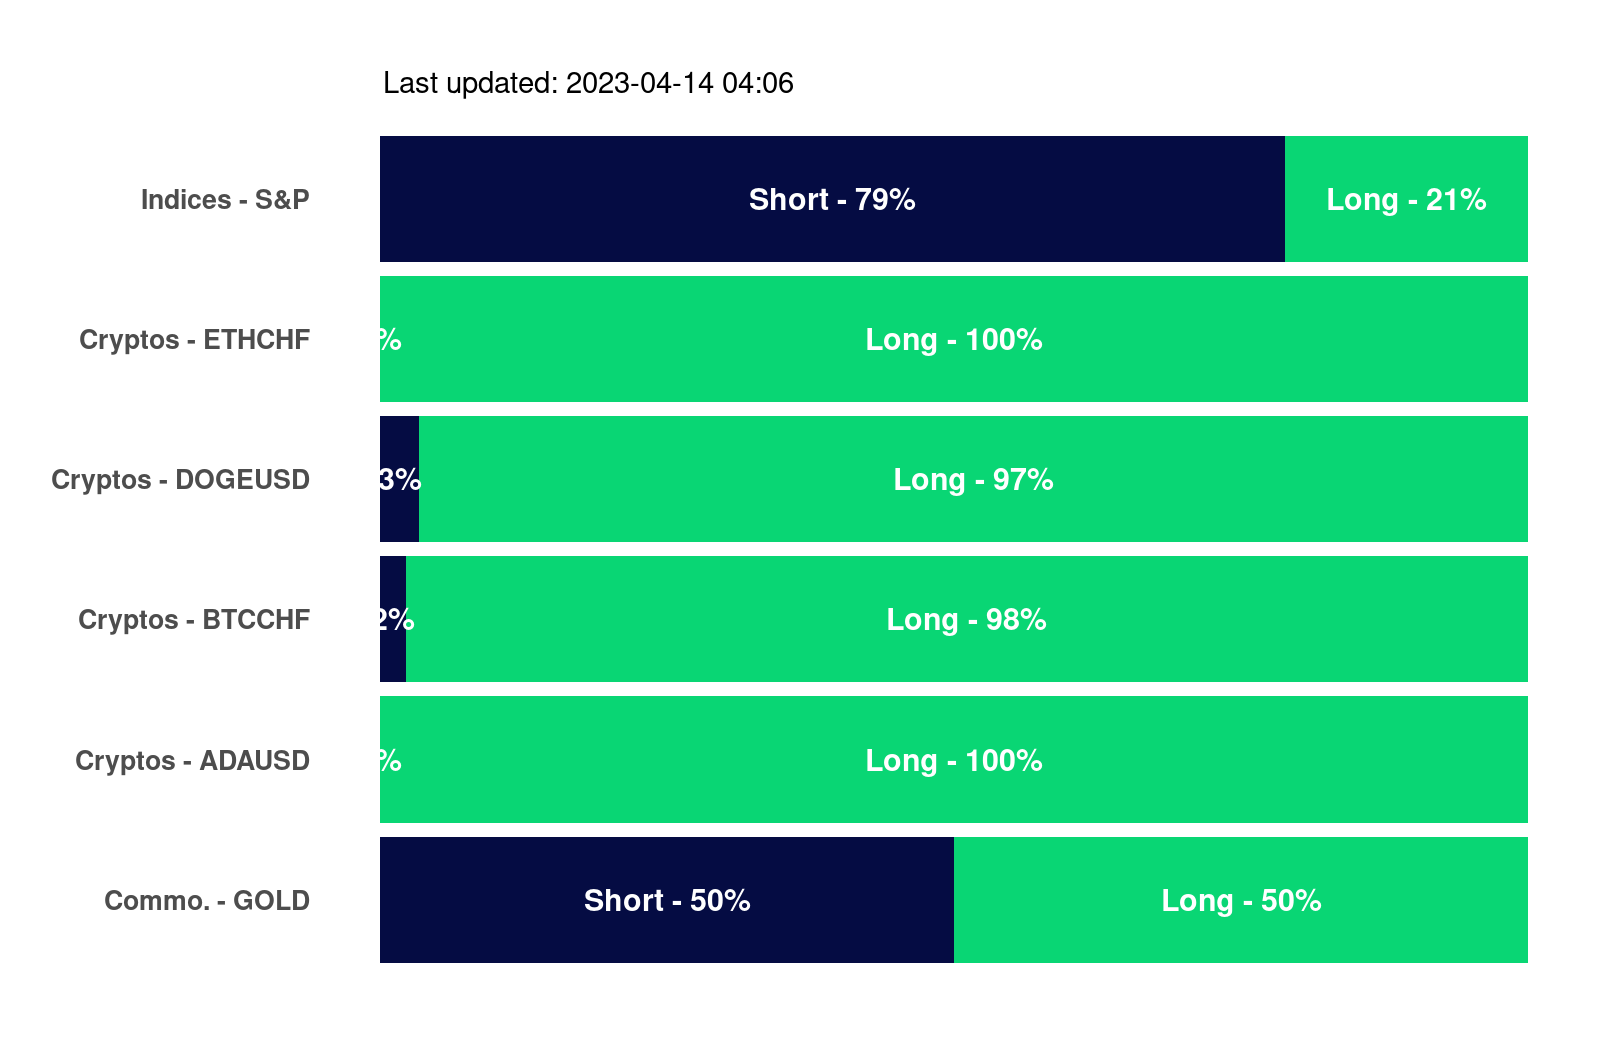 Last updated: 2023-04-14 04:06
Indices - S&P Short - 79% Long - 21%
Cryptos - ETHCHF % Long - 100%
Cryptos - DOGEUSD 3% Long - 97%
Cryptos - BTCCHF 2% Long - 98%
Cryptos - ADAUSD % Long - 100%
Commo. - GOLD Short - 50% Long - 50%